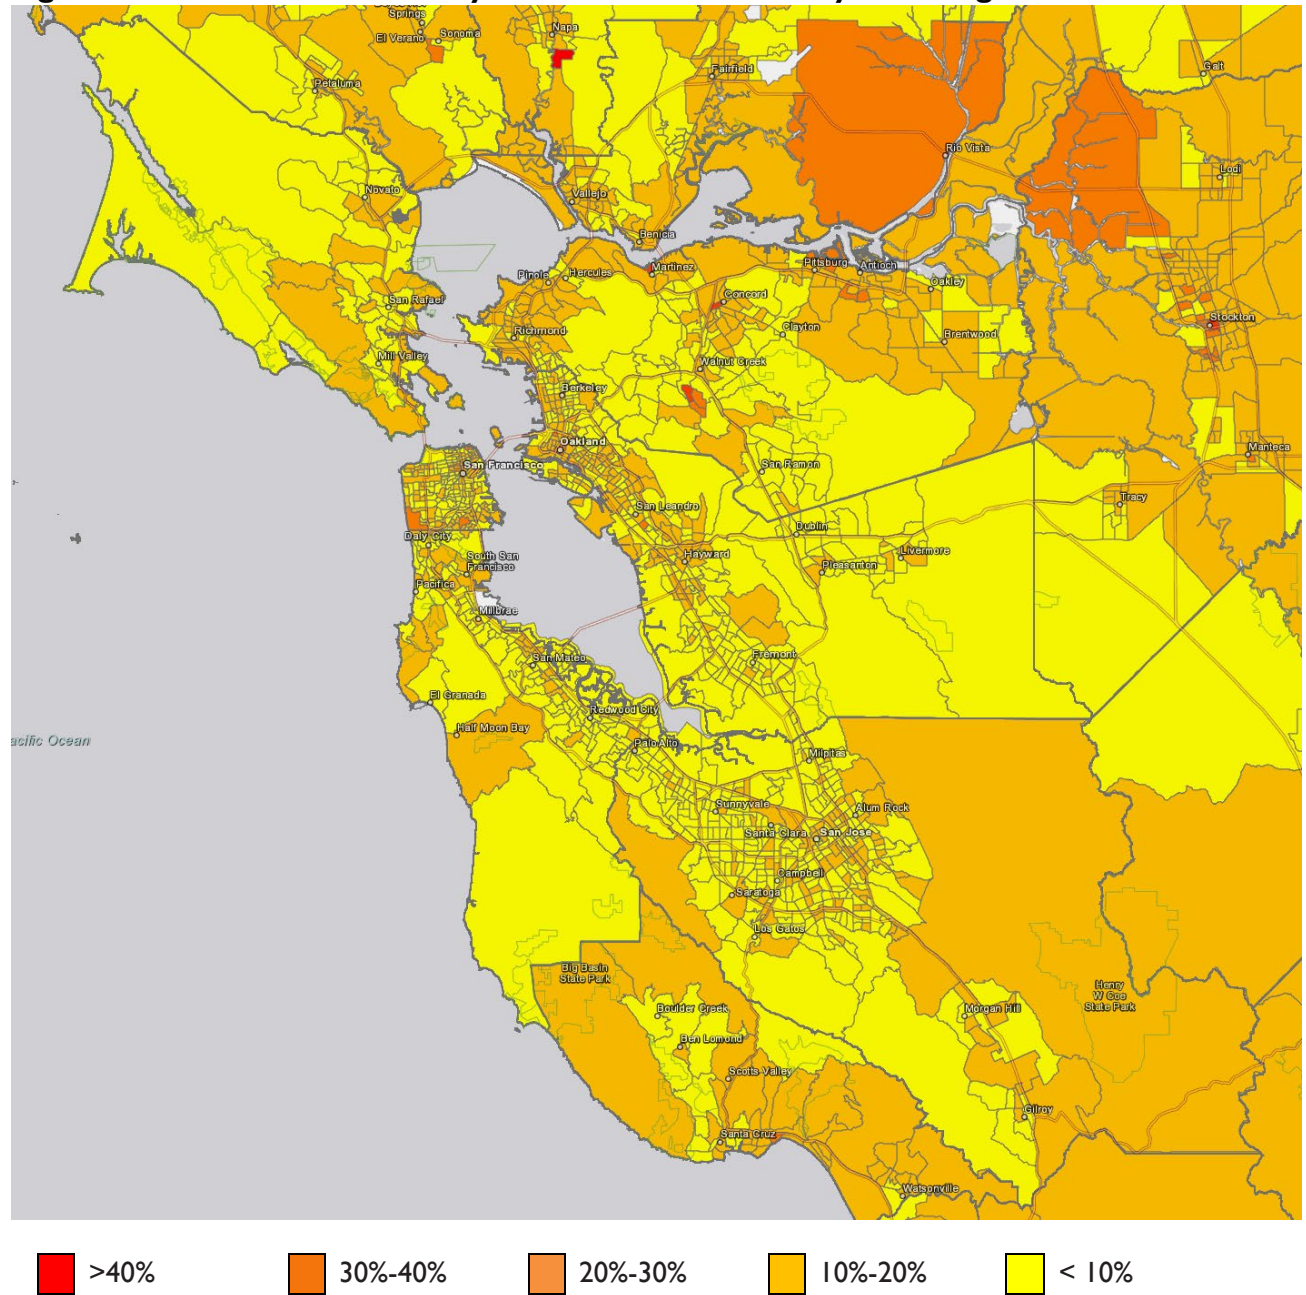 Springs
El Verano
Sonoma
Napa
Fairfield
Galt
Petaluma
Rio Vista
Lodi
Novato
Vallejo
Benicia
Pinole
Hercules
Martinez
Pittsburg
Antioch
Oakley
San Rafael
Concord
Richmond
Clayton
Brentwood
Stockton
Mill Valley
Walnut Creek
Berkeley
Oakland
San Francisco
San Ramon
Manteca
Tracy
San Leandro
Dublin
Daly City
Hayward
Livermore
South San
Francisco
Pleasanton
Pacifica
Millbrae
San Mateo
Fremont
El Granada
Redwood City
Half Moon Bay
acific Ocean
Palo Alto
Milpitas
Sunnyvale
Alum Rock
Santa Clara
San Jose
Campbell
Saratoga
Los Gatos
Big Basin
State Park
Henry
W Coe
State Park
Boulder Creek
Morgan Hill
Ben Lomond
Scotts Valley
Gilroy
Santa Cruz
Watsonville
>40%
30%-40%
20%-30%
10%-20%
< 10%